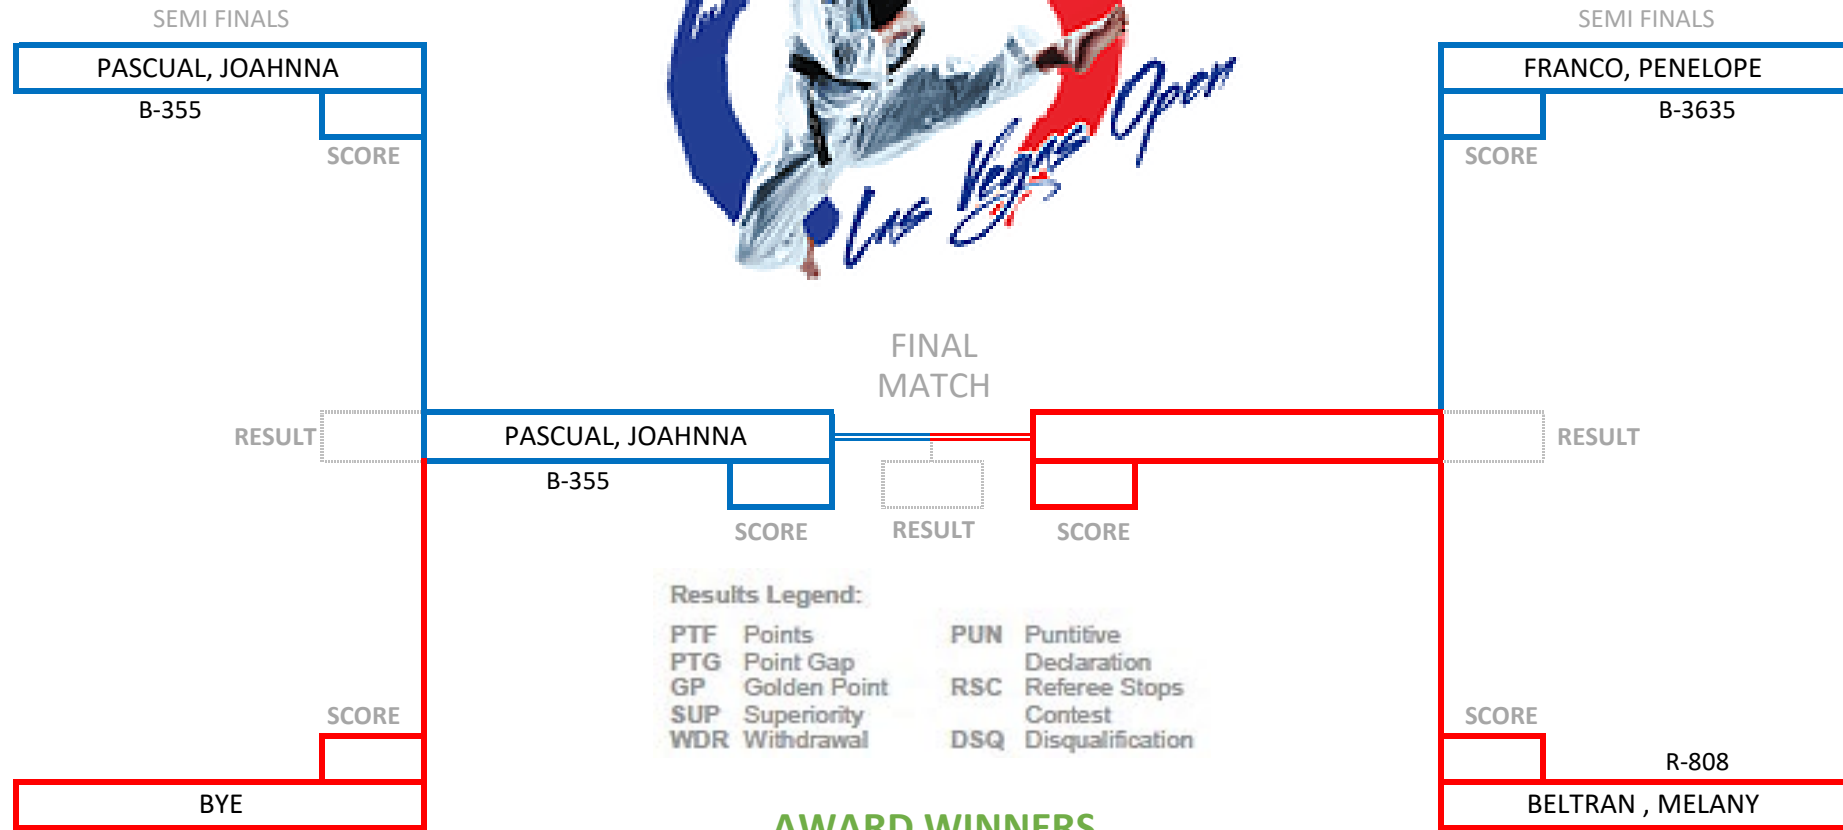 SEMI FINALS
SEMI FINALS
PASCUAL, JOAHNNA
FRANCO, PENELOPE
B-355
B-3635
SCORE
SCORE
Las Vegas Open
FINAL
MATCH
RESULT
PASCUAL, JOAHNNA
RESULT
B-355
SCORE
RESULT
SCORE
Results Legend:
PTF Points
PTG Point Gap
GP Golden Point
SUP Superiority
WDR Withdrawal
PUN Puntitive
Declaration
RSC Referee Stops
Contest
DSQ Disqualification
SCORE
SCORE
R-808
BYE
BELTRAN , MELANY
AWARD WINNERS